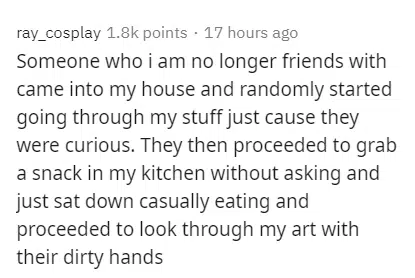 ray_cosplay 1.8k points · 17 hours ago
Someone who i am no longer friends with
came into my house and randomly started
going through my stuff just cause they
were curious. They then proceeded to grab
a snack in my kitchen without asking and
just sat down casually eating and
proceeded to look through my art with
their dirty hands